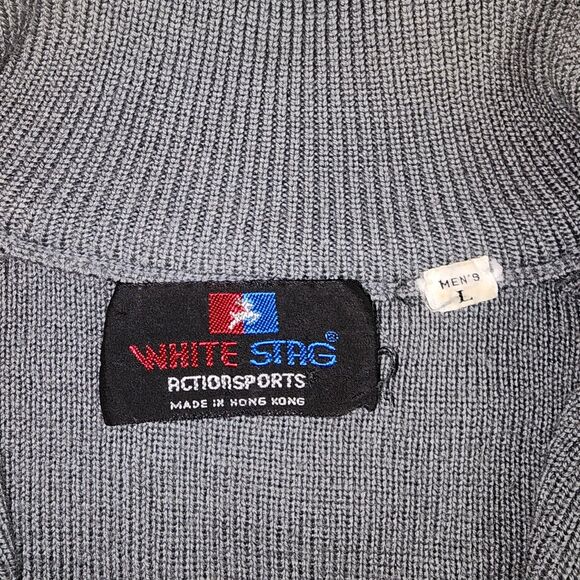 WHITE STAG®
ACTIONSPORTS
MADE IN HONG KONG
MEN'S
L